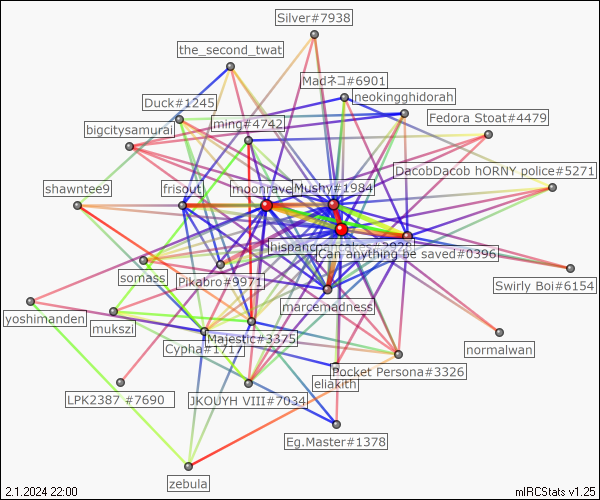 Silver#7938
the_second_twat
Madネコ#6901
neokingghidorah
Duck#1245
ming#4742
Fedora Stoat#4479
bigcitysamurai
DacobDacob hORNY police#5271
shawntee9
frisout
moonrave
Mushy#1984
Can anything be saved#0396
somass
Pikabro#9971
Swirly Boi#6154
marcemadness
yoshimanden
mukszi
Cypha#1717
Majestic#3375
normalwan
Pocket Persona#3326
eliakith
LPK2387 #7690
JKOUYH VIII#7034
Eg.Master#1378
zebula
2.1.2024 22:00
mIRCStats v1.25